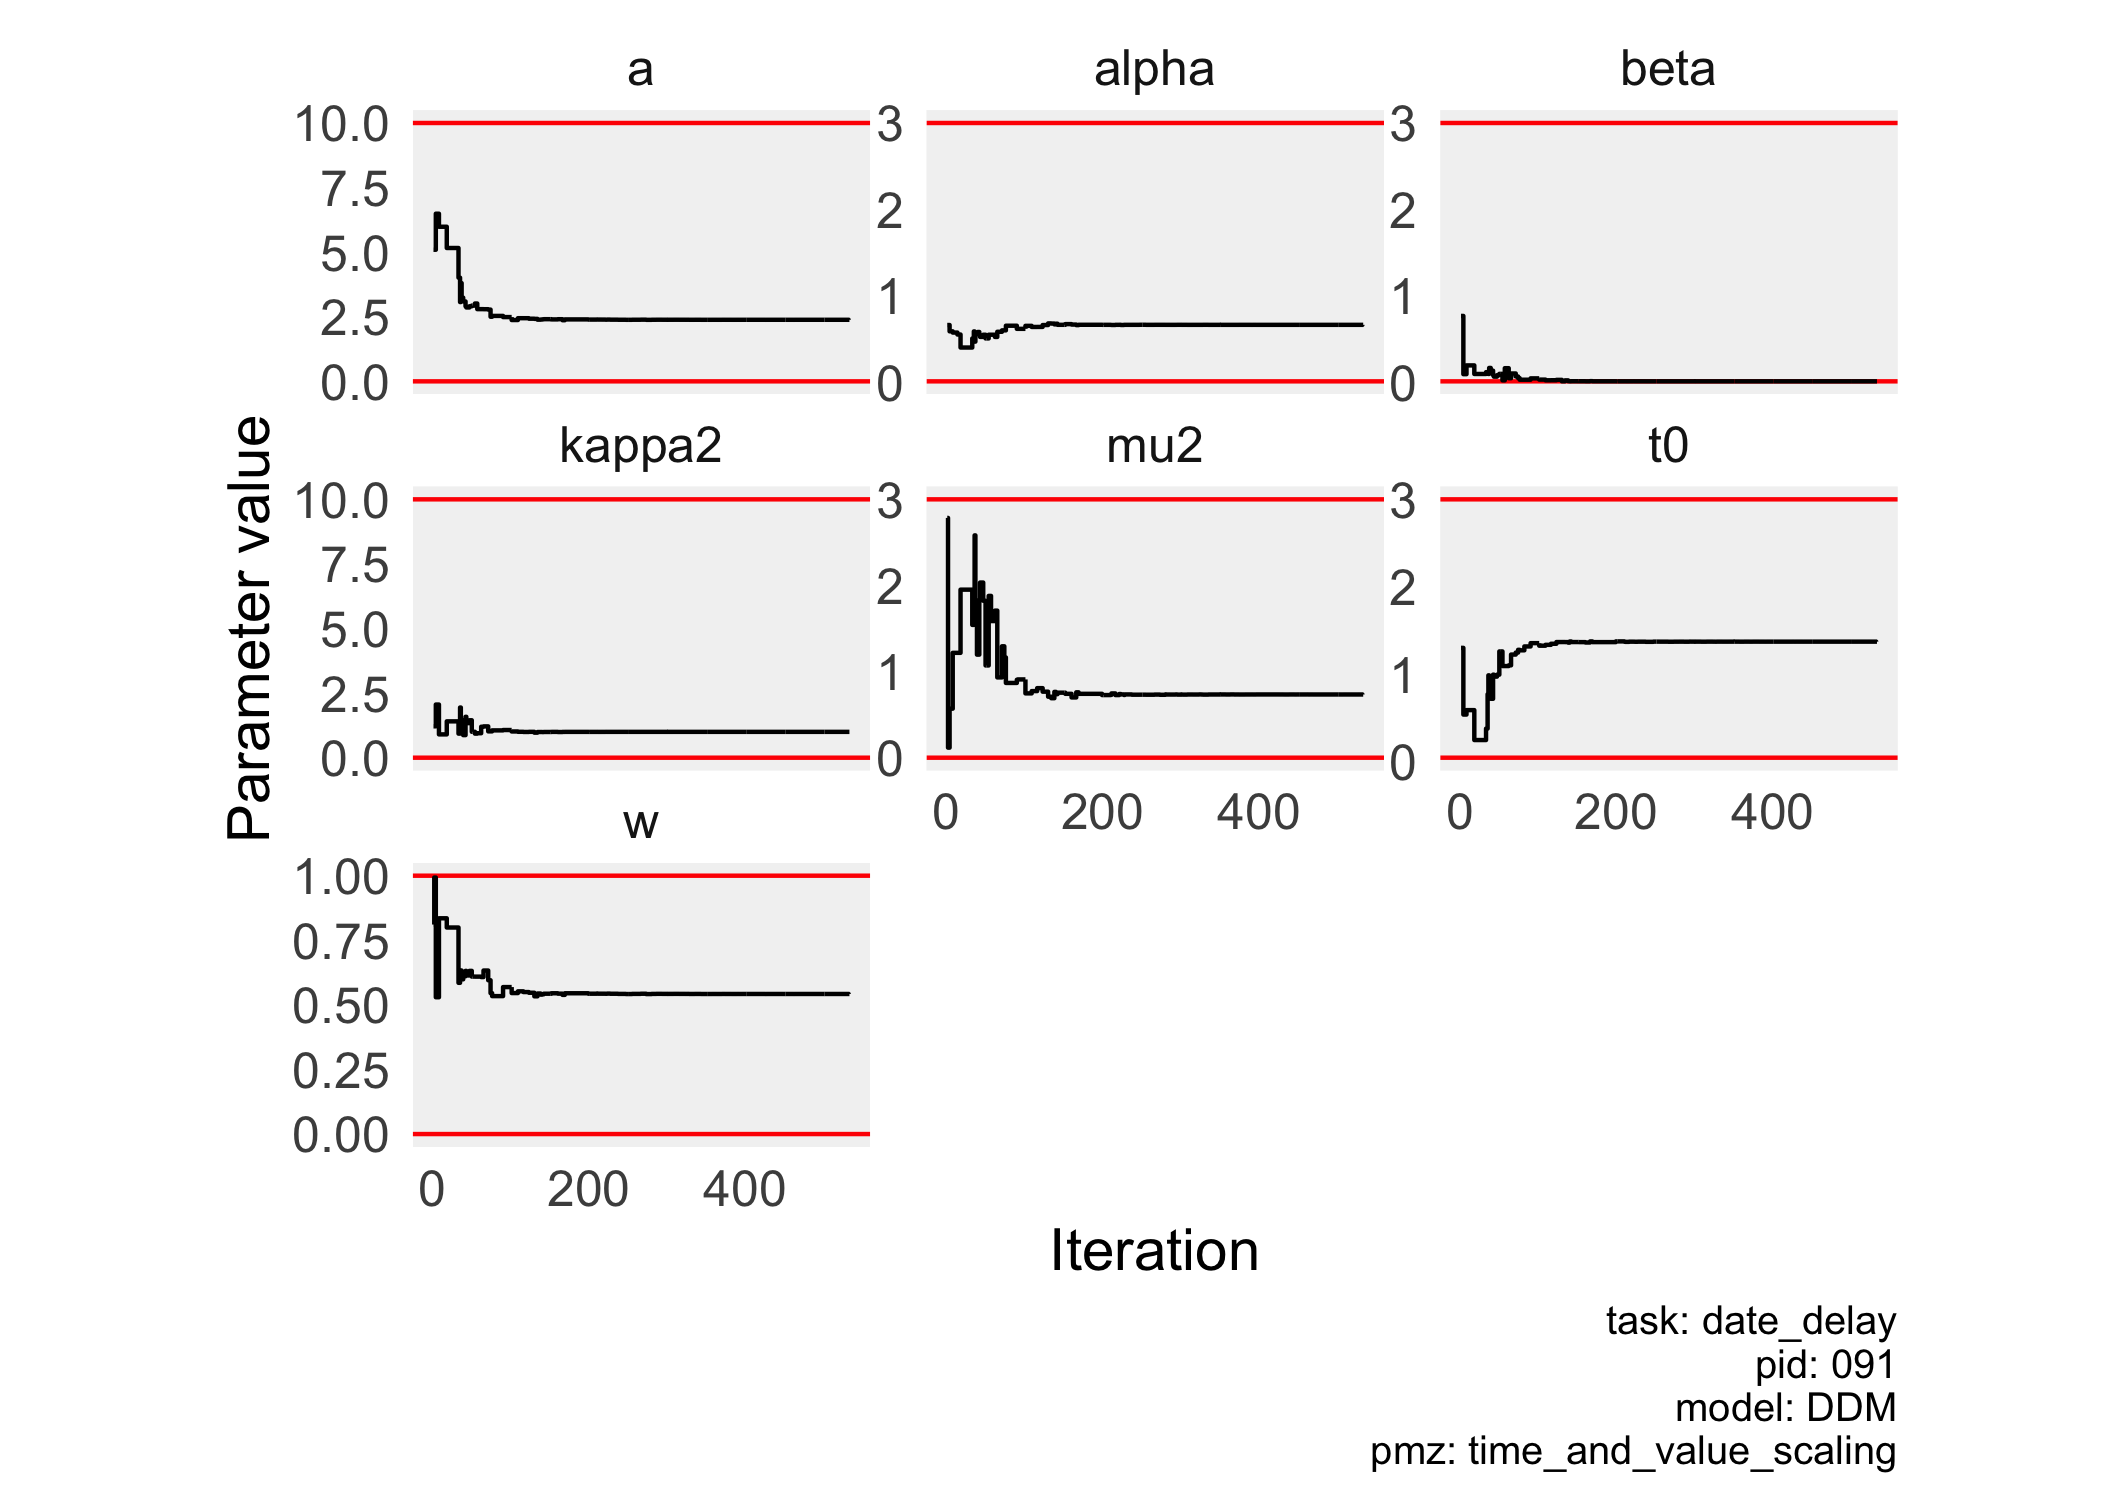 a
alpha
beta
10.0
7.5
5.0
2.5
0.0
3
2
1
0
3
2
1
0
kappa2
mu2
t0
10.0
7.5
5.0
2.5
0.0
3
2
1
0
3
2
1
0
0 200 400
0 200 400
w
1.00
0.75
0.50
0.25
0.00
0 200 400
Parameter value
Iteration
task: date_delay
pid: 091
model: DDM
pmz: time_and_value_scaling